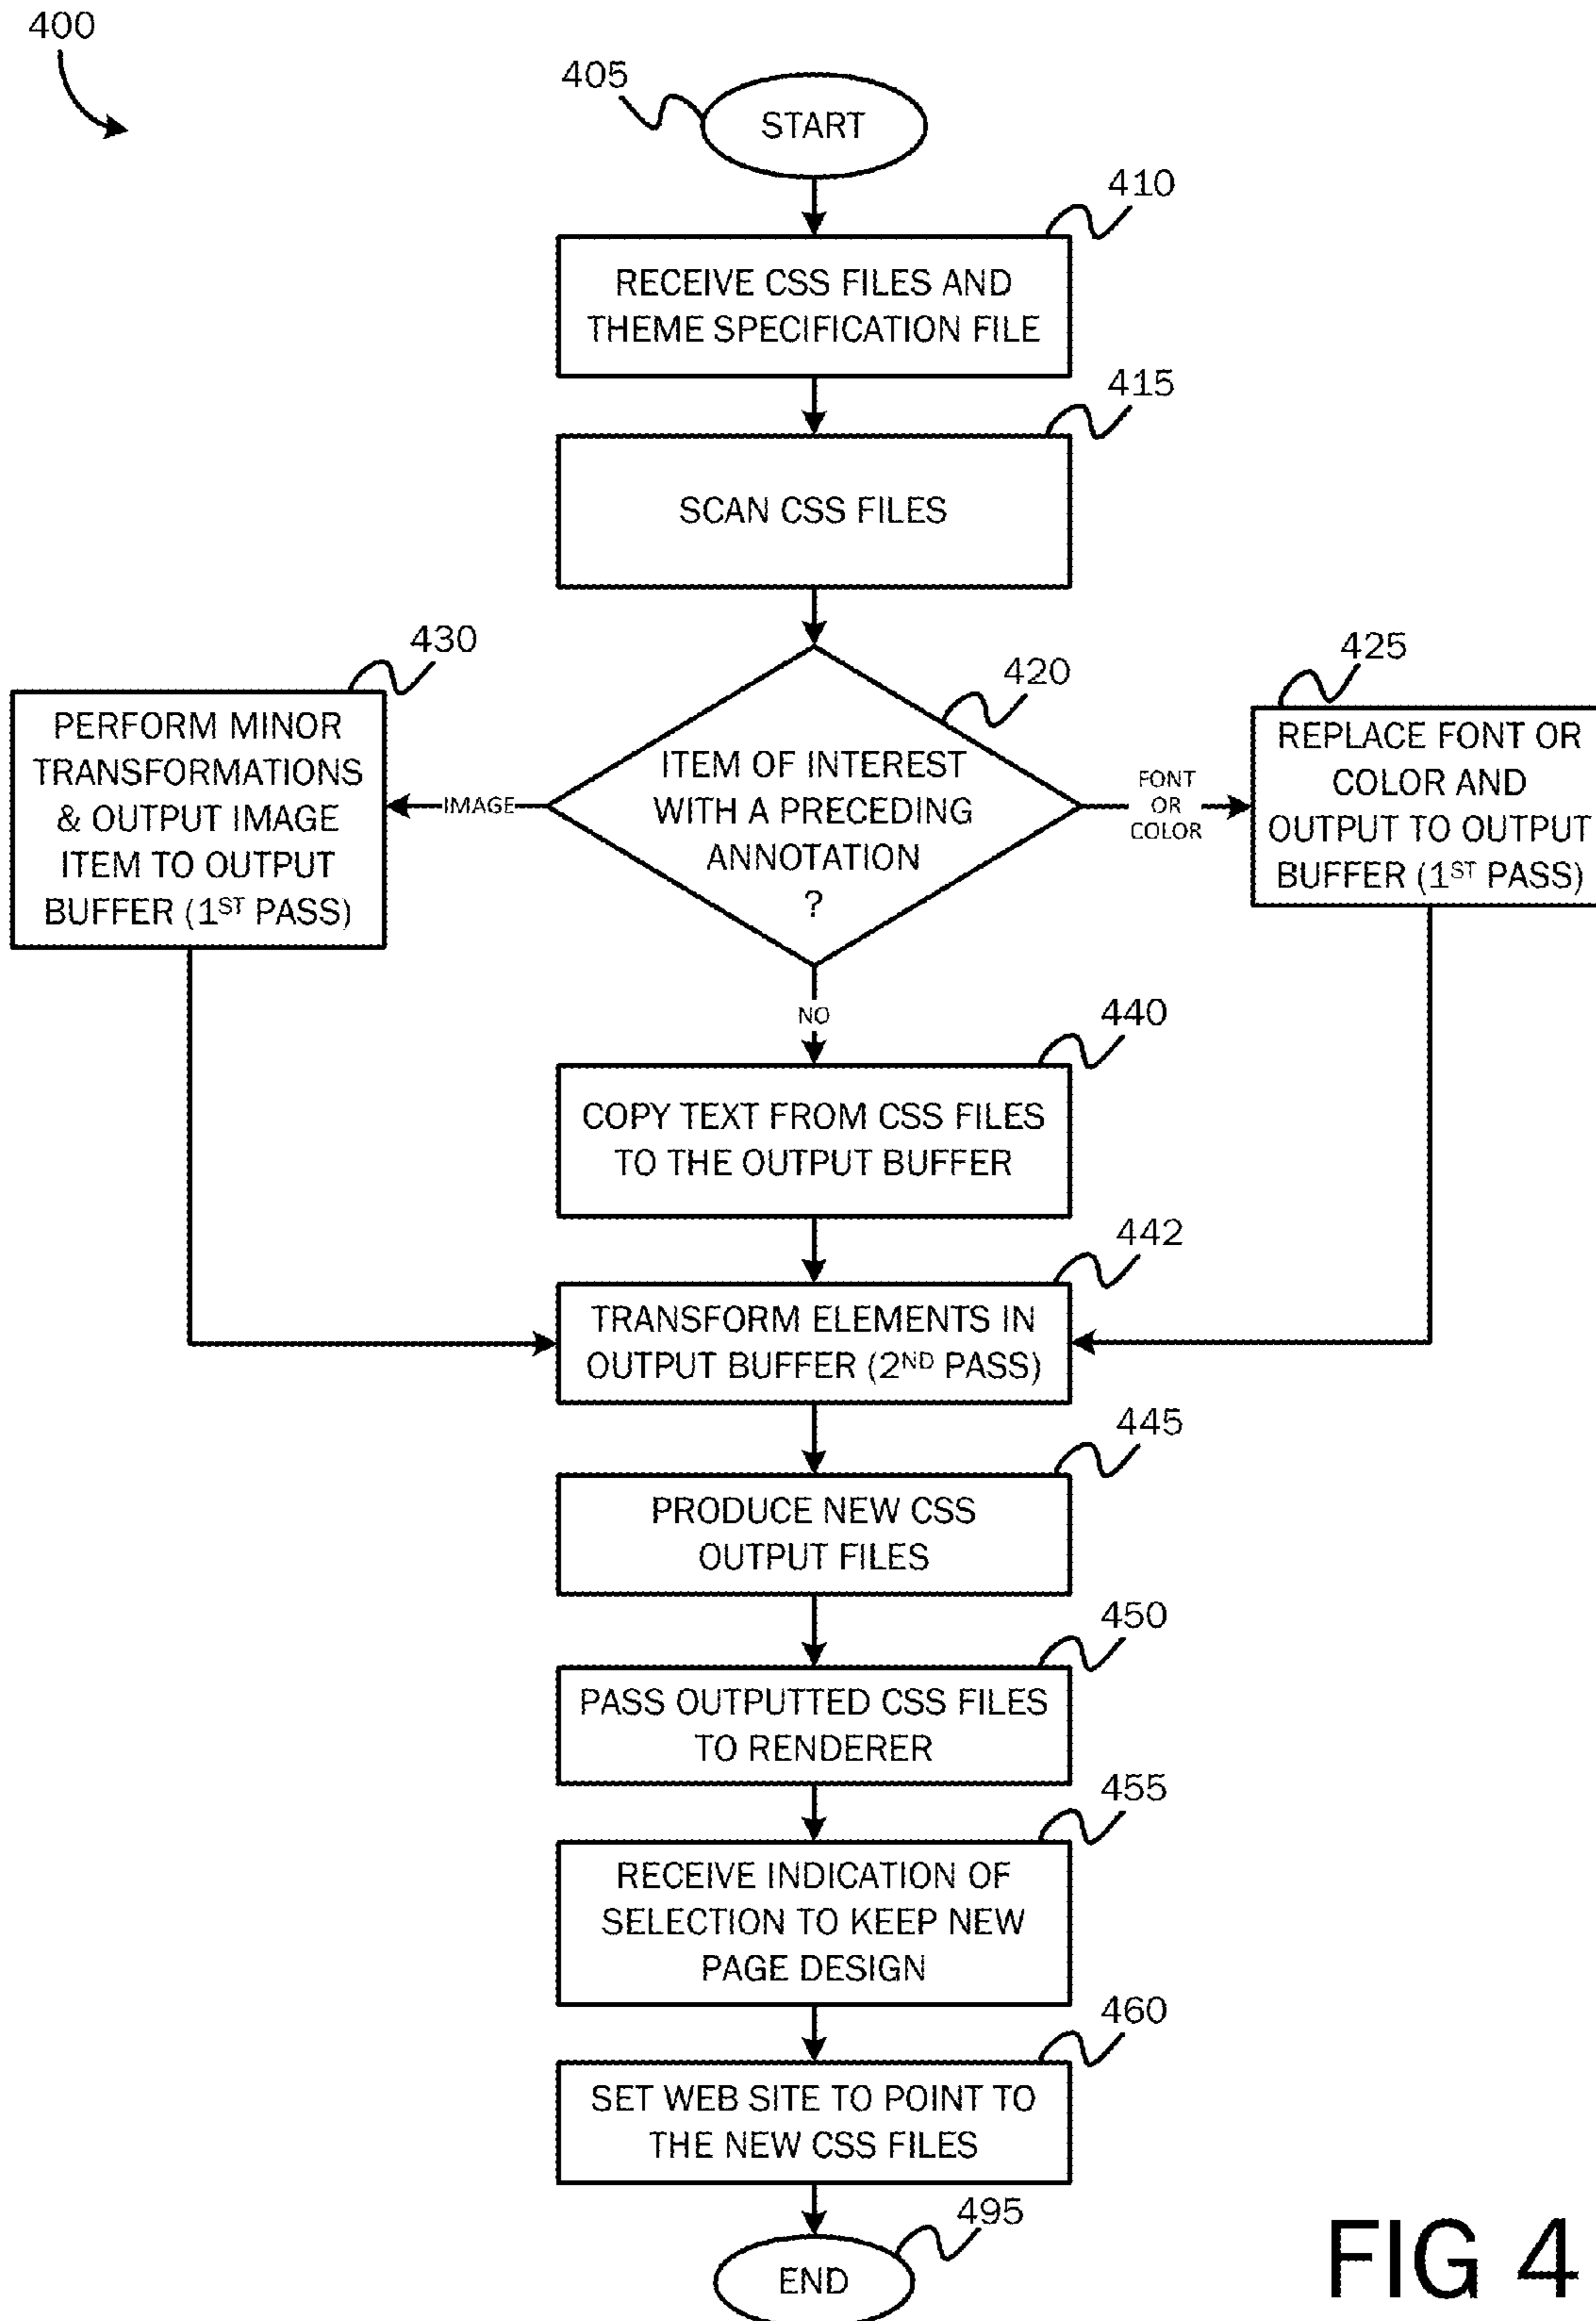 400
405
START
410
RECEIVE CSS FILES AND
THEME SPECIFICATION FILE
415
SCAN CSS FILES
430
PERFORM MINOR
TRANSFORMATIONS
& OUTPUT IMAGE
ITEM TO OUTPUT
BUFFER (1ST PASS)
IMAGE
420
ITEM OF INTEREST
WITH A PRECEDING
ANNOTATION
?
FONT
OR
COLOR
425
REPLACE FONT OR
COLOR AND
OUTPUT TO OUTPUT
BUFFER (1ST PASS)
NO
440
COPY TEXT FROM CSS FILES
TO THE OUTPUT BUFFER
442
TRANSFORM ELEMENTS IN
OUTPUT BUFFER (2ND PASS)
445
PRODUCE NEW CSS
OUTPUT FILES
450
PASS OUTPUTTED CSS FILES
TO RENDERER
455
RECEIVE INDICATION OF
SELECTION TO KEEP NEW
PAGE DESIGN
460
SET WEB SITE TO POINT TO
THE NEW CSS FILES
495
END
FIG 4